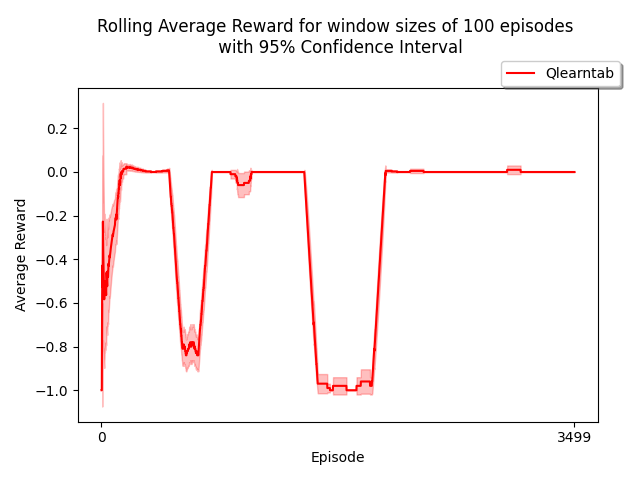 Rolling Average Reward for window sizes of 100 episodes
with 95% Confidence Interval
Qlearntab
0.2
0.0
−0.2
−0.4
−0.6
−0.8
−1.0
Average Reward
0
3499
Episode